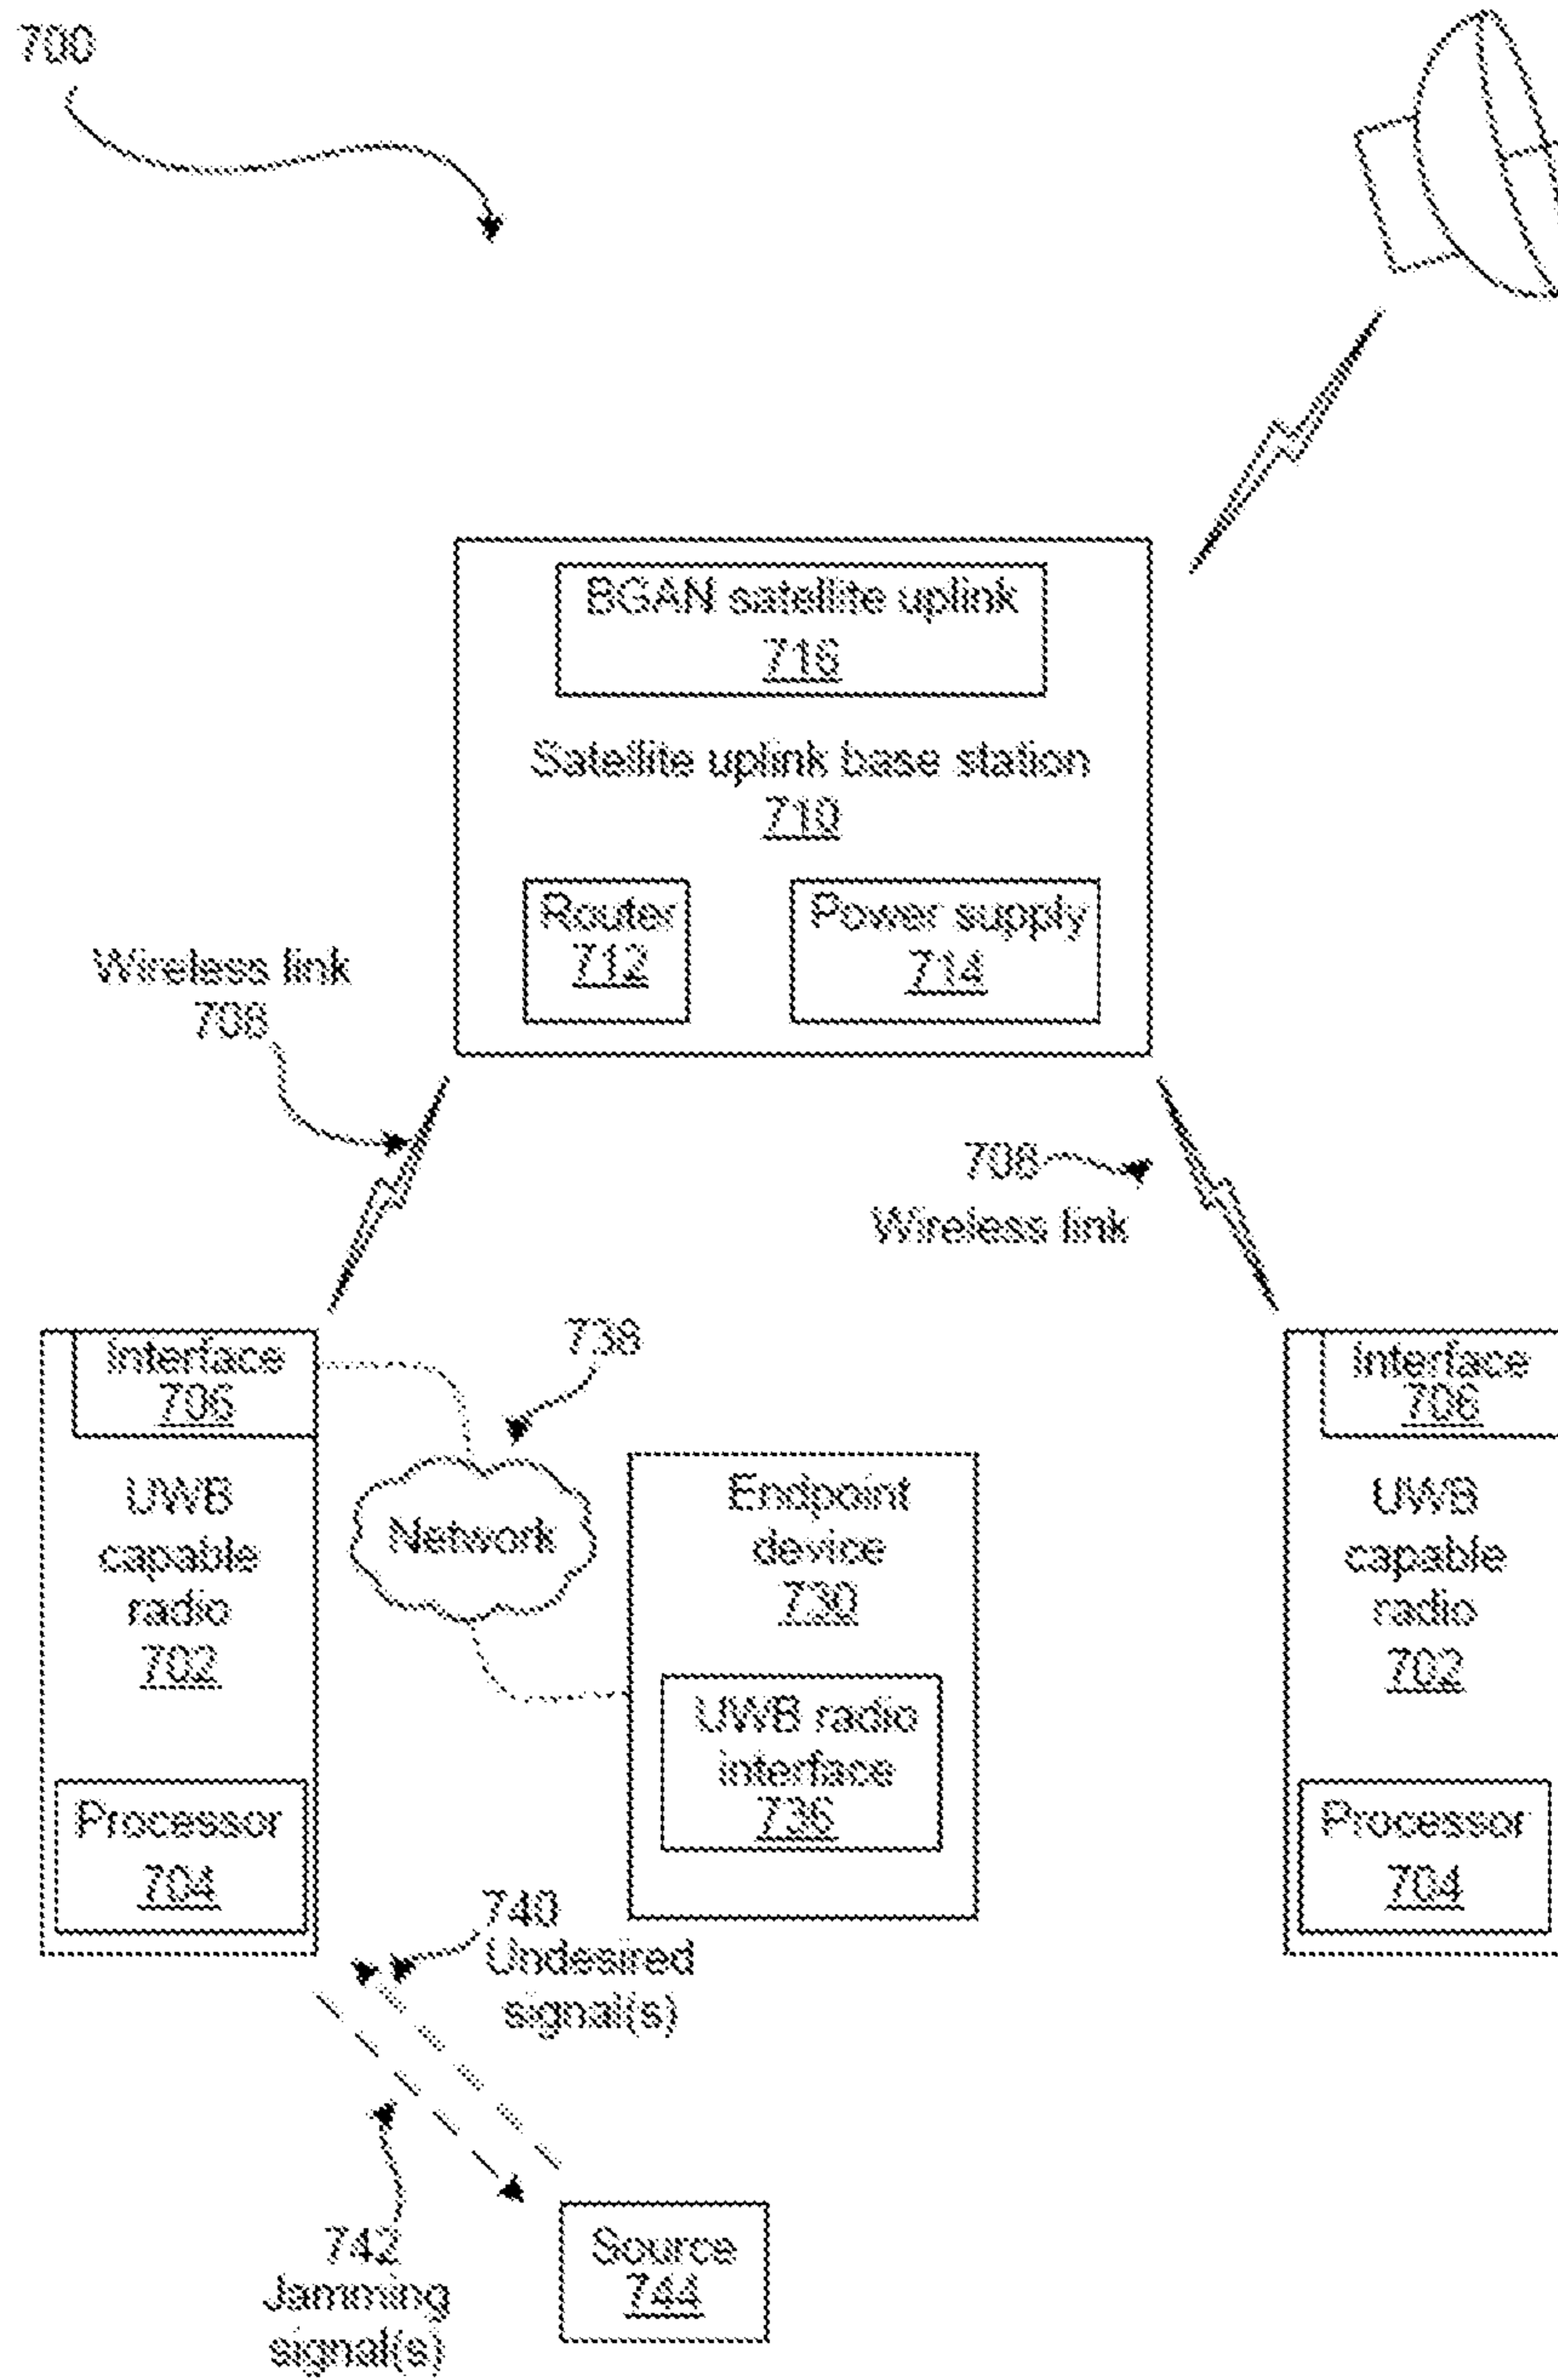 700
BGAN satellite uplink
716
Satellite uplink base station
710
Router
712
Power supply
714
Wireless link
708
708
Wireless link
Interface
706
UWB
capable
radio
702
Processor
704
738
Network
Endpoint
device
730
UWB radio
interface
736
Interface
706
UWB
capable
radio
702
Processor
704
740
Undesired
signal(s)
742
Jamming
signal(s)
Source
744